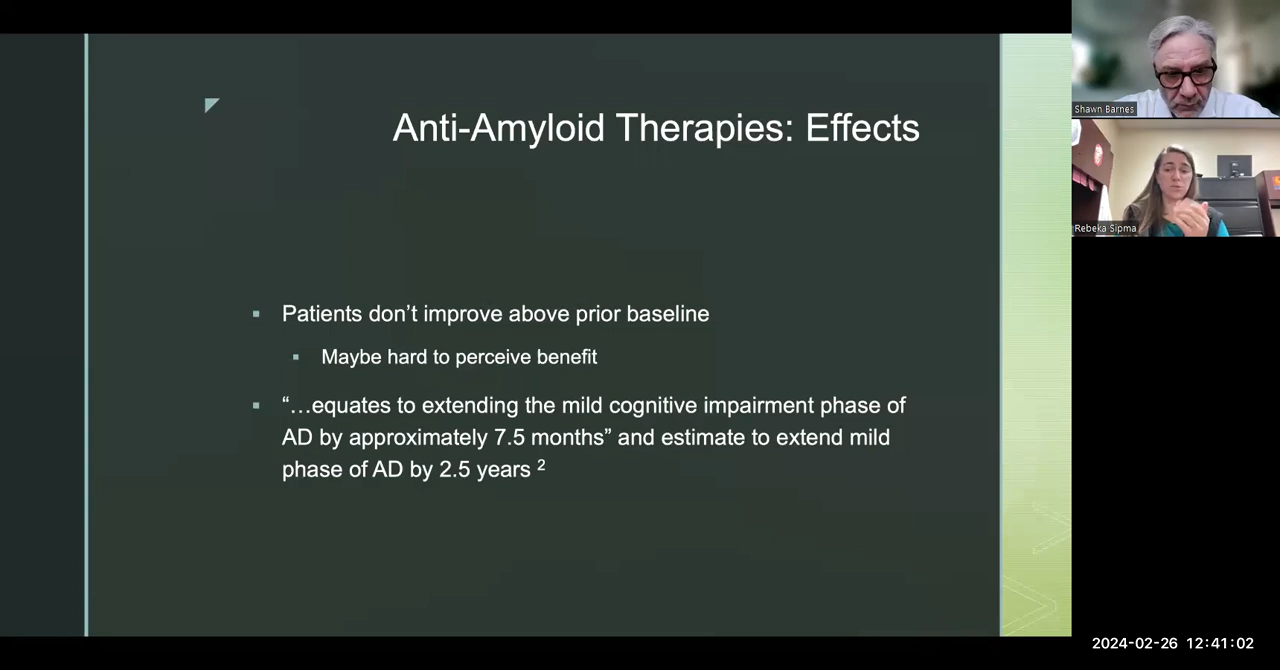 Anti-Amyloid Therapies: Effects
▪ Patients don’t improve above prior baseline
▪ Maybe hard to perceive benefit
▪ “…equates to extending the mild cognitive impairment phase of
AD by approximately 7.5 months” and estimate to extend mild
phase of AD by 2.5 years ²
Shawn Barnes
Rebeka Sipma
2024-02-26 12:41:02